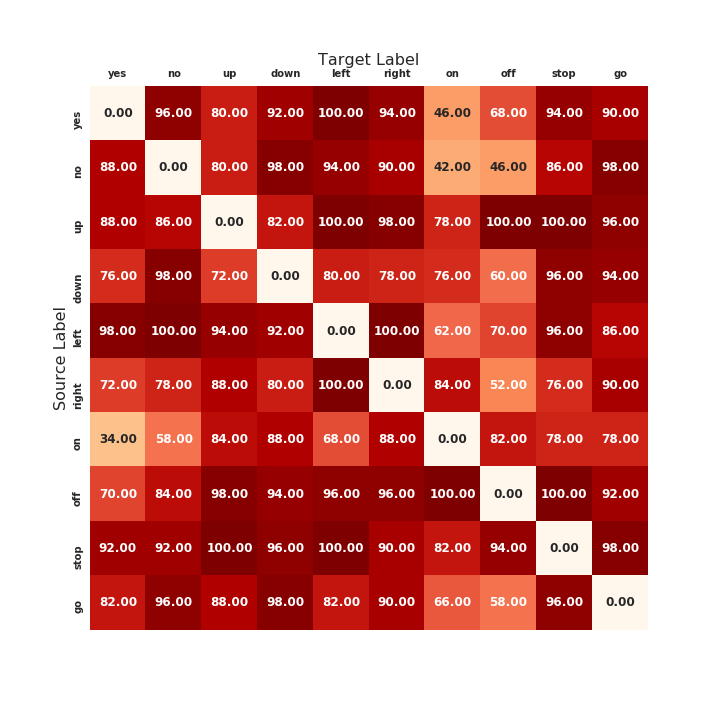 Target Label
yes no up down left right on off stop go
yes 0.00 96.00 80.00 92.00 100.00 94.00 46.00 68.00 94.00 90.00
no 88.00 0.00 80.00 98.00 94.00 90.00 42.00 46.00 86.00 98.00
up 88.00 86.00 0.00 82.00 100.00 98.00 78.00 100.00 100.00 96.00
down 76.00 98.00 72.00 0.00 80.00 78.00 76.00 60.00 96.00 94.00
left 98.00 100.00 94.00 92.00 0.00 100.00 62.00 70.00 96.00 86.00
right 72.00 78.00 88.00 80.00 100.00 0.00 84.00 52.00 76.00 90.00
on 34.00 58.00 84.00 88.00 68.00 88.00 0.00 82.00 78.00 78.00
off 70.00 84.00 98.00 94.00 96.00 96.00 100.00 0.00 100.00 92.00
stop 92.00 92.00 100.00 96.00 100.00 90.00 82.00 94.00 0.00 98.00
go 82.00 96.00 88.00 98.00 82.00 90.00 66.00 58.00 96.00 0.00
Source Label